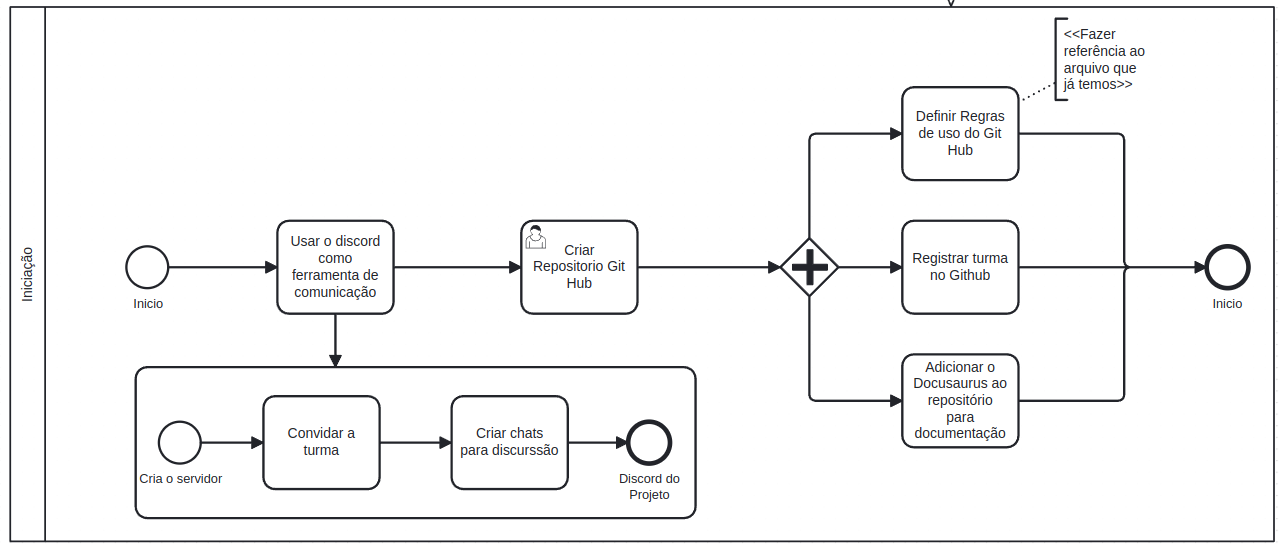 Iniciação
<<Fazer
referência ao
arquivo que
já temos>>
Definir Regras
de uso do Git
Hub
Inicio
Usar o discord
como
ferramenta de
comunicação
Criar
Repositorio Git
Hub
Registrar turma
no Github
Inicio
Adicionar o
Docusaurus ao
repositório
para
documentação
Cria o servidor
Convidar a
turma
Criar chats
para discurssão
Discord do
Projeto